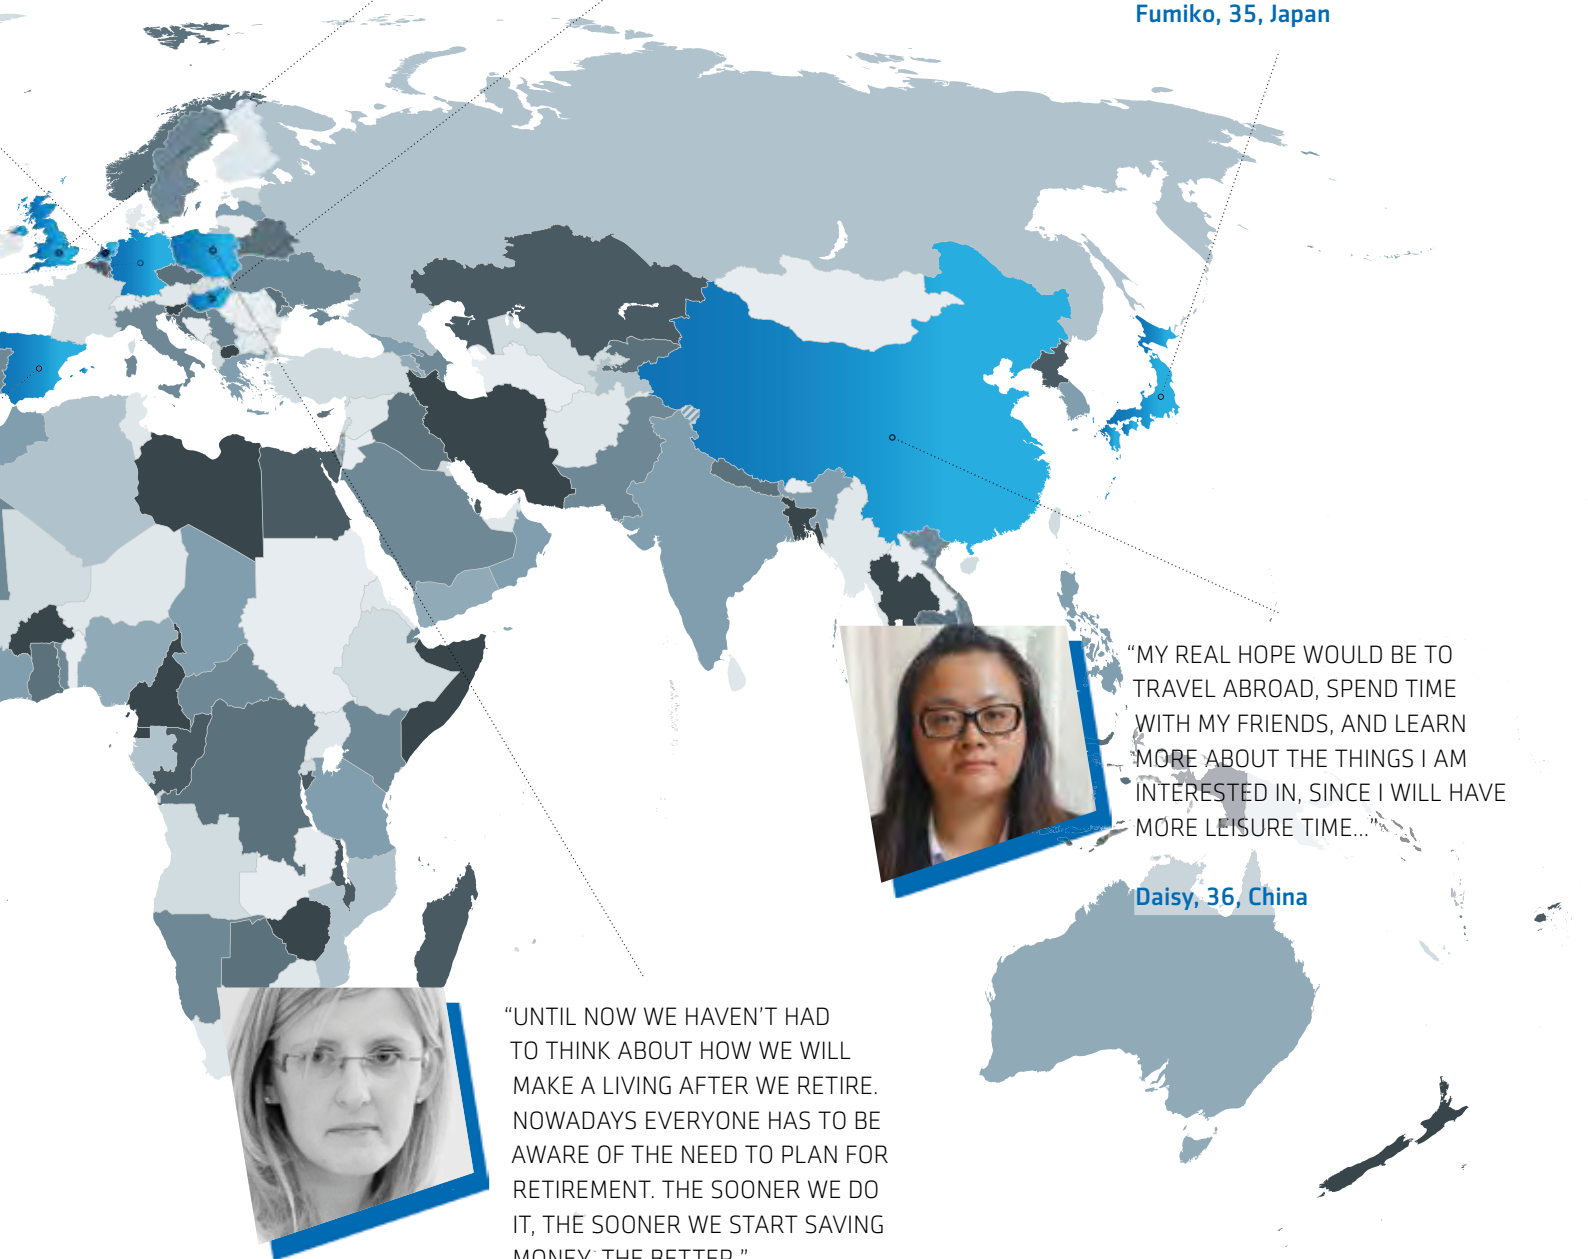 Fumiko, 35, Japan
“MY REAL HOPE WOULD BE TO
TRAVEL ABROAD, SPEND TIME
WITH MY FRIENDS, AND LEARN
MORE ABOUT THE THINGS I AM
INTERESTED IN, SINCE I WILL HAVE
MORE LEISURE TIME...”
Daisy, 36, China
“UNTIL NOW WE HAVEN’T HAD
TO THINK ABOUT HOW WE WILL
MAKE A LIVING AFTER WE RETIRE.
NOWADAYS EVERYONE HAS TO BE
AWARE OF THE NEED TO PLAN FOR
RETIREMENT. THE SOONER WE DO
IT, THE SOONER WE START SAVING
MONEY, THE BETTER.”